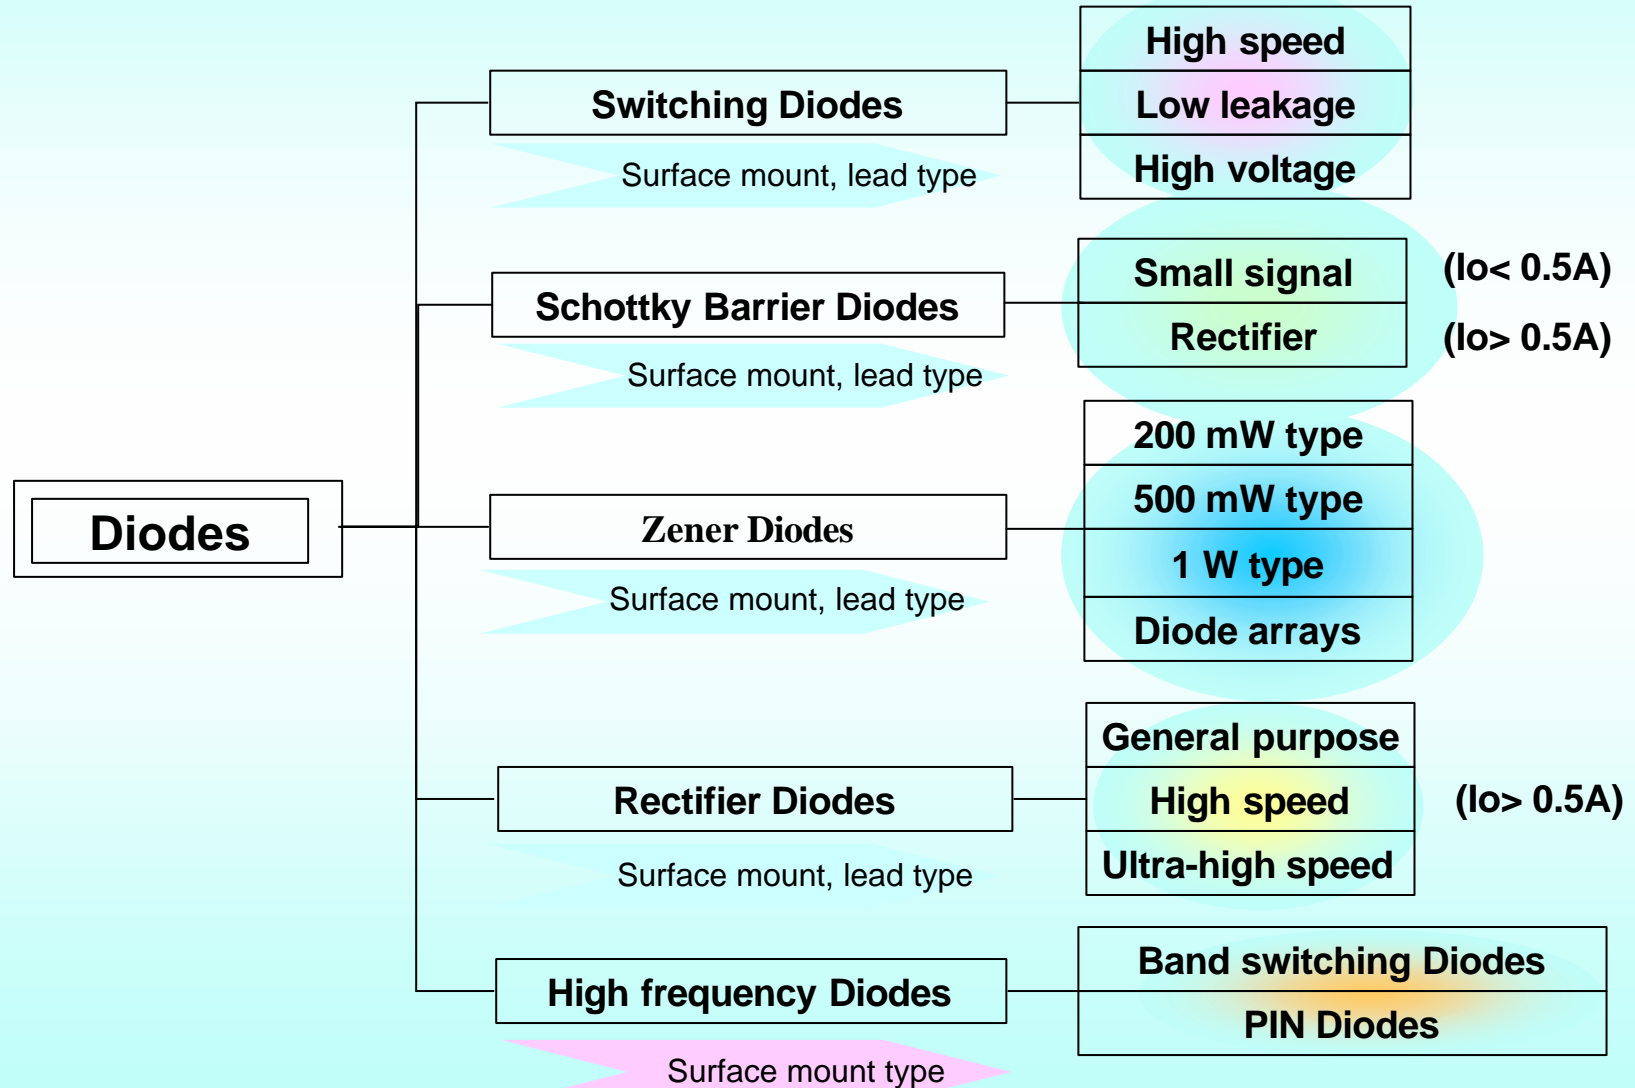 Diodes
Switching Diodes
Surface mount, lead type
High speed
Low leakage
High voltage
Schottky Barrier Diodes
Surface mount, lead type
Small signal (Io< 0.5A)
Rectifier (Io> 0.5A)
Zener Diodes
Surface mount, lead type
200 mW type
500 mW type
1 W type
Diode arrays
Rectifier Diodes
Surface mount, lead type
General purpose
High speed (Io> 0.5A)
Ultra-high speed
High frequency Diodes
Surface mount type
Band switching Diodes
PIN Diodes